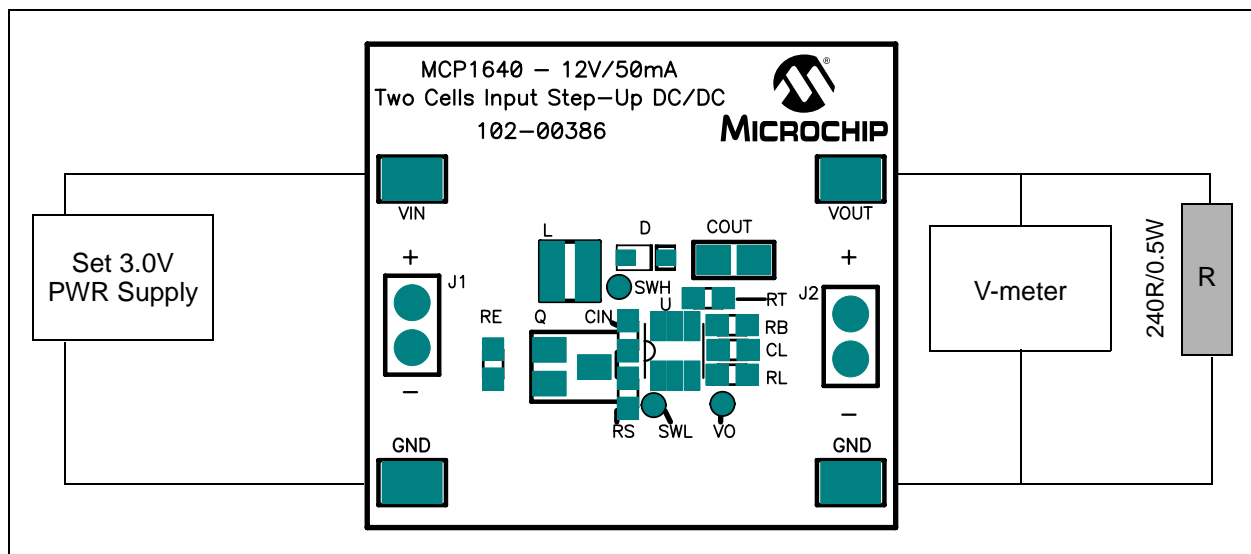 MCP1640 – 12V/50mA
Two Cells Input Step–Up DC/DC
102-00386
®
MICROCHIP
VIN
VOUT
Set 3.0V
PWR Supply
+
J1
–
L
D
COUT
SWH
U
RT
RE
Q
CIN
RB
CL
RL
RS
SWL
VO
+
J2
–
V-meter
240R/0.5W
R
GND
GND